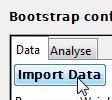 Bootstrap conf
Data Analyse
Import Data